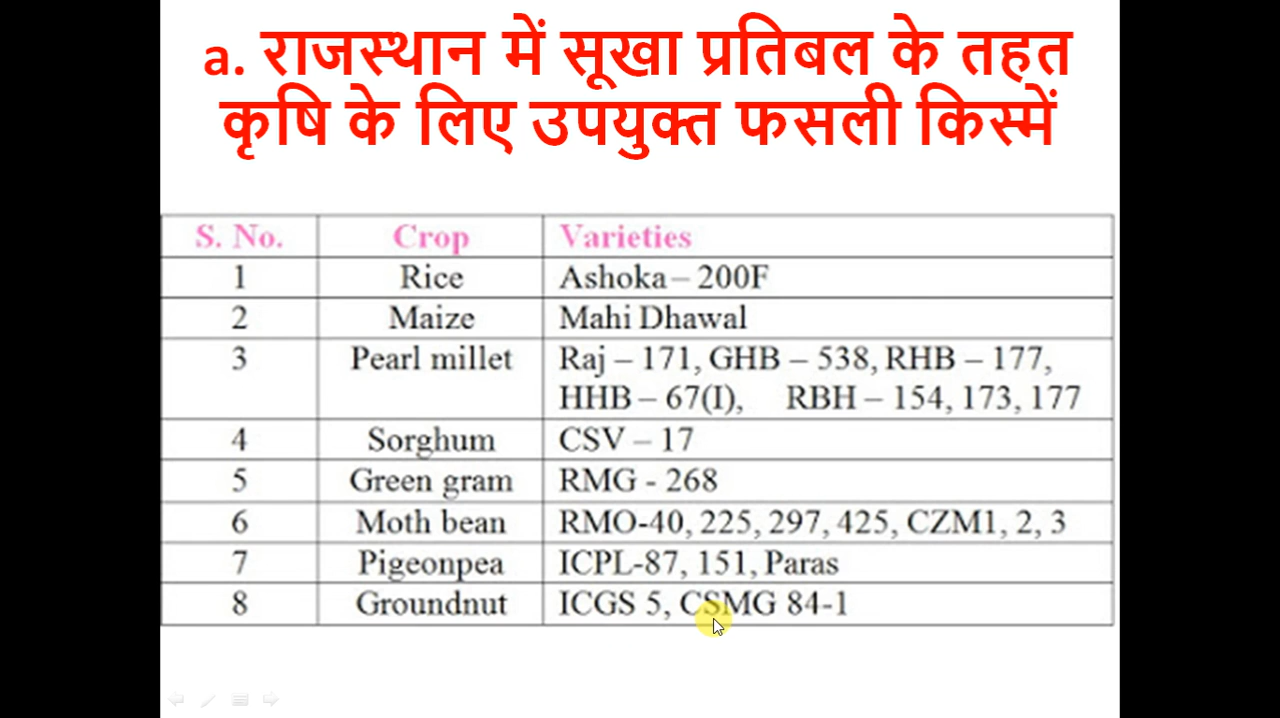 a. राजस्थान में सूखा प्रतिबल के तहत
कृषि के लिए उपयुक्त फसली किस्में
S. No. Crop Varieties
1 Rice Ashoka – 200F
2 Maize Mahi Dhawal
3 Pearl millet Raj – 171, GHB – 538, RHB – 177,
HHB – 67(I), RBH – 154, 173, 177
4 Sorghum CSV – 17
5 Green gram RMG - 268
6 Moth bean RMO-40, 225, 297, 425, CZM1, 2, 3
7 Pigeonpea ICPL-87, 151, Paras
8 Groundnut ICGS 5, CSMG 84-1